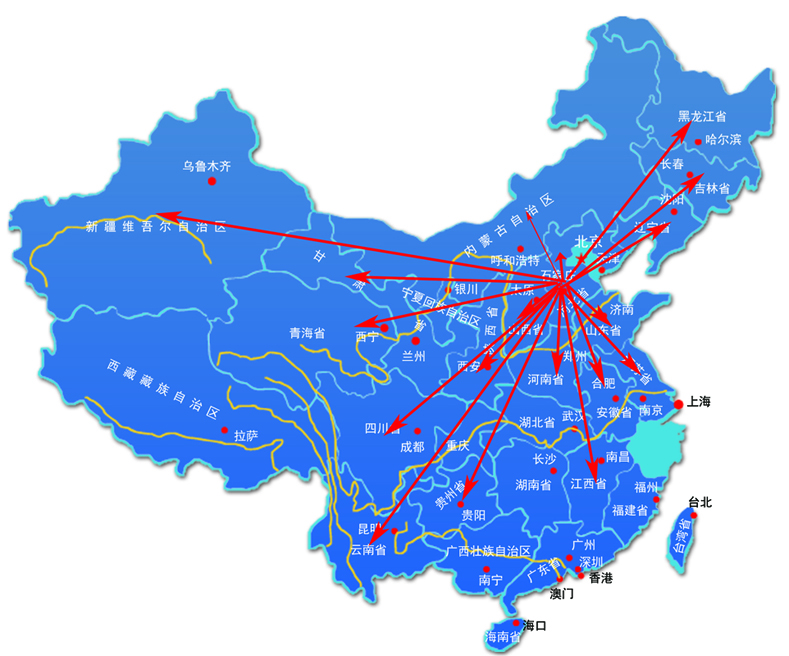 黑龙江省
哈尔滨
长春
吉林省
沈阳
辽宁省
乌鲁木齐
新疆维吾尔自治区
内蒙古自治区
呼和浩特
北京
天津
石家庄
甘肃省
宁夏回族自治区
银川
太原
山西省
济南
山东省
青海省
西宁
兰州
西安
郑州
河南省
合肥
安徽省
南京
上海
西藏藏族自治区
拉萨
四川省
成都
重庆
湖北省
武汉
长沙
湖南省
南昌
江西省
贵州省
贵阳
福州
福建省
台北
台湾省
昆明
云南省
广西壮族自治区
南宁
广东省
广州
深圳
香港
澳门
海口
海南省